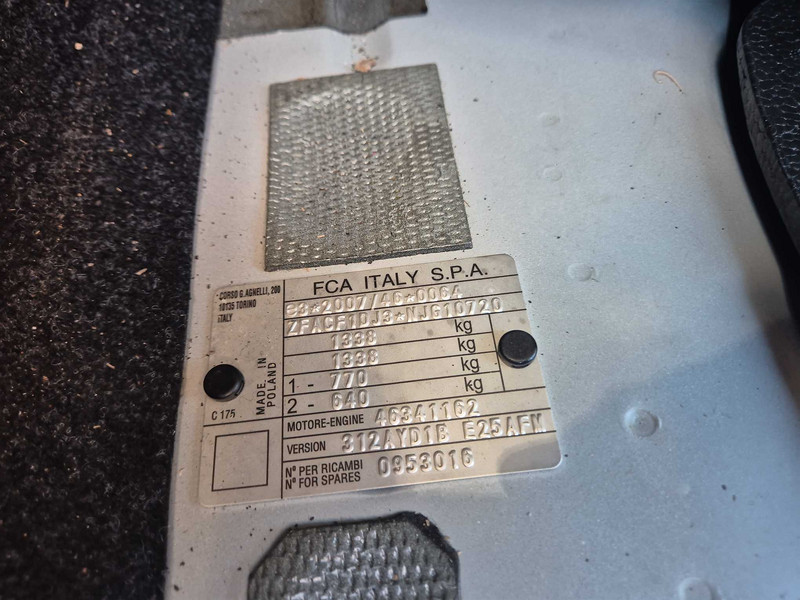 FCA ITALY S.P.A.
CORSO G.AGNELLI, 200
10135 TORINO
ITALY
e3*2007/46*0064
ZFACF1DJ3*NJG10720
1338 kg
1338 kg
1 - 770 kg
2 - 640 kg
MADE IN
POLAND
C 175
MOTORE-ENGINE 46341162
VERSION 312AYD1B E25AFM
N° PER RICAMBI
N° FOR SPARES 0953016